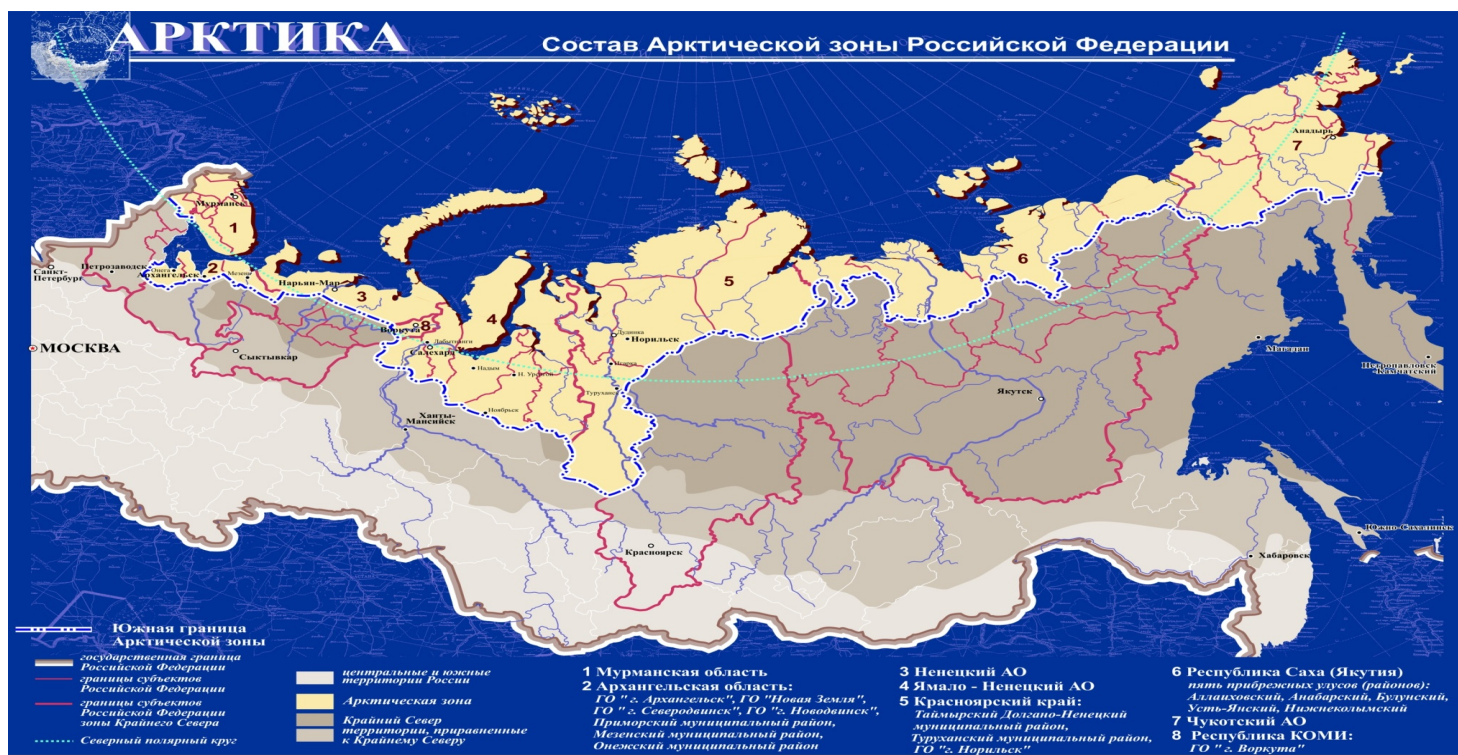 АРКТИКА
Состав Арктической зоны Российской Федерации
Анадырь
7
Мурманск
1
6
Санкт-
Петербург
Петрозаводск
Онега
Архангельск
2
Мезень
Нарьян-Мар
3
5
4
8
Воркута
Лабытнанги
Салехард
Дудинка
Норильск
МОСКВА
Сыктывкар
Надым
Н. Уренгой
Игарка
Магадан
Петропавловск
-Камчатский
Туруханск
Якутск
Ноябрьск
Ханты-
Мансийск
Южно-Сахалинск
Красноярск
Хабаровск
Южная граница
Арктической зоны
государственная граница
Российской Федерации
границы субъектов
Российской Федерации
границы субъектов
Российской Федерации
зоны Крайнего Севера
Северный полярный круг
центральные и южные
территории России
Арктическая зона
Крайний Север
территории, приравненные
к Крайнему Северу
1 Мурманская область
2 Архангельская область:
ГО " г. Архангельск", ГО "Новая Земля",
ГО " г. Северодвинск", ГО "г. Новодвинск",
Приморский муниципальный район,
Мезенский муниципальный район,
Онежский муниципальный район
3 Ненецкий АО
4 Ямало - Ненецкий АО
5 Красноярский край:
Таймырский Долгано-Ненецкий
муниципальный район,
Туруханский муниципальный район,
ГО "г. Норильск"
6 Республика Саха (Якутия)
пять прибрежных улусов (районов):
Аллаиховский, Анабарский, Булунский,
Усть-Янский, Нижнеколымский
7 Чукотский АО
8 Республика КОМИ:
ГО " г. Воркута"